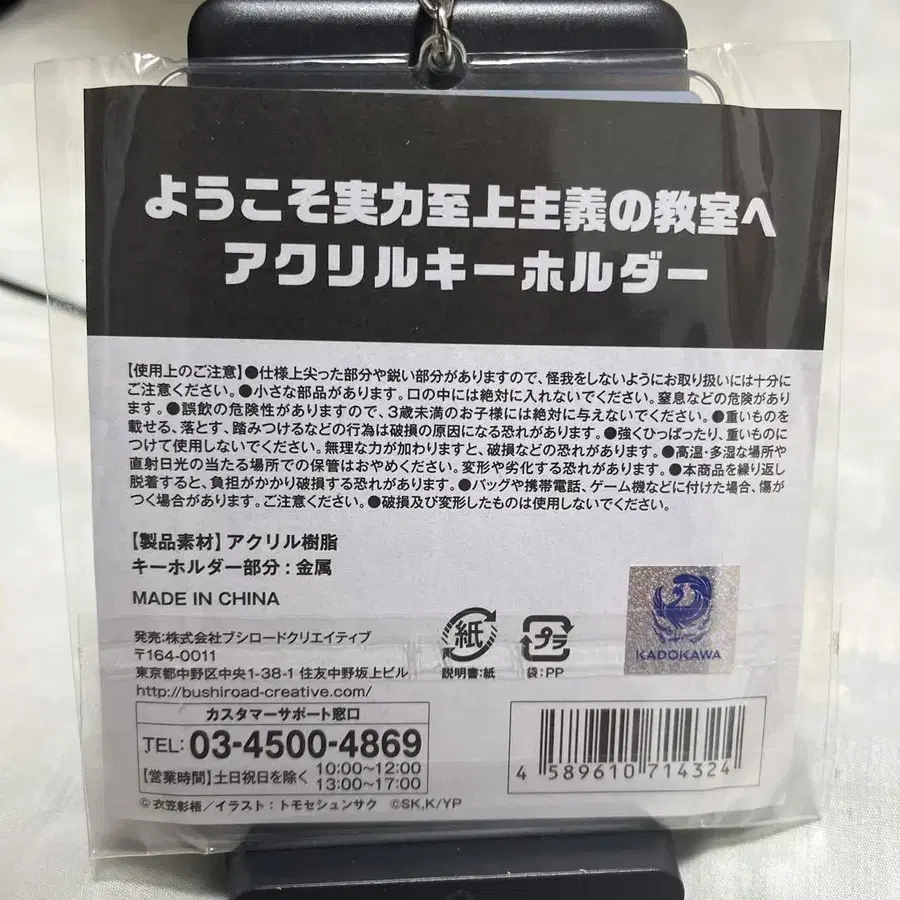 ようこそ実力至上主義の教室へ
アクリルキーホルダー
【使用上のご注意】●仕様上尖った部分や鋭い部分がありますので、怪我をしないようにお取り扱いには十分に
ご注意ください。●小さな部品があります。口の中には絶対に入れないでください。窒息などの危険があり
ます。●誤飲の危険性がありますので、3歳未満のお子様には絶対に与えないでください。●重いものを
載せる、落とす、踏みつけるなどの行為は破損の原因になる恐れがあります。●強くひっぱったり、重いものに
つけて使用しないでください。無理な力が加わりますと、破損などの恐れがあります。●高温・多湿な場所や
直射日光の当たる場所での保管はおやめください。変形や劣化する恐れがあります。●本商品を繰り返し
脱着すると、負担がかかり破損する恐れがあります。●バッグや携帯電話、ゲーム機などに付けた場合、傷が
つく場合があります。ご注意ください。●破損及び変形したものは使用しないでください。
【製品素材】アクリル樹脂
キーホルダー部分:金属
MADE IN CHINA
発売:株式会社ブシロードクリエイティブ
〒164-0011
東京都中野区中央1-38-1 住友中野坂上ビル
http://bushiroad-creative.com/
紙
説明書:紙
プラ
袋:PP
KADOKAWA
カスタマーサポート窓口
TEL: 03-4500-4869
【営業時間】土日祝日を除く 10:00~12:00
13:00~17:00
4 589610 714324
©衣笠彰梧/イラスト:トモセシュンサク ©SK,K/YP